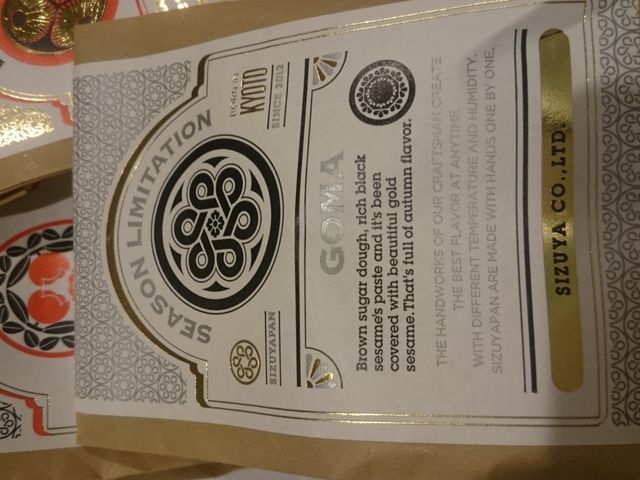 SEASON LIMITATION
BORN IN
KYOTO
SINCE 2012
SIZUYAPAN
GOMA
Brown sugar dough, rich black
sesame's paste and it's been
covered with beautiful gold
sesame.That's full of autumn flavor.
THE HANDWORKS OF OUR CRAFTSMAN CREATE
THE BEST FLAVOR AT ANYTIME
WITH DIFFERENT TEMPERATURE AND HUMIDITY.
SIZUYAPAN ARE MADE WITH HANDS ONE BY ONE.
SIZUYA CO.,LTD.